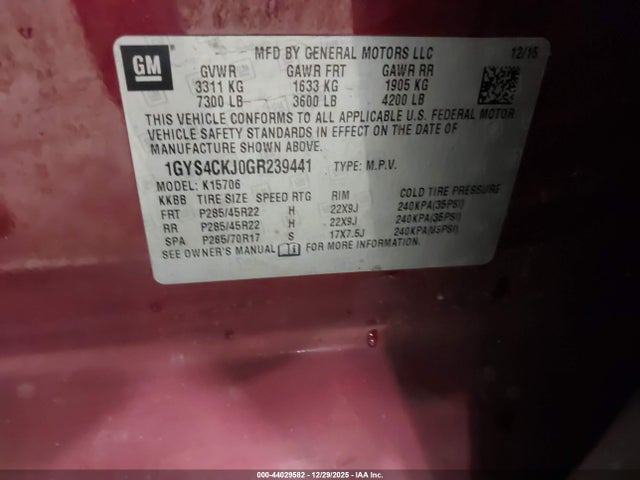 GM
MFD BY GENERAL MOTORS LLC 12/15
GVWR GAWR FRT GAWR RR
3311 KG 1633 KG 1905 KG
7300 LB 3600 LB 4200 LB
THIS VEHICLE CONFORMS TO ALL APPLICABLE U.S. FEDERAL MOTOR
VEHICLE SAFETY STANDARDS IN EFFECT ON THE DATE OF
MANUFACTURE SHOWN ABOVE.
1GYS4CKJ0GR239441 TYPE: M.P.V.
MODEL: K15706
KKBB TIRE SIZE SPEED RTG RIM COLD TIRE PRESSURE
FRT P285/45R22 H 22X9J 240KPA(35PSI)
RR P285/45R22 H 22X9J 240KPA(35PSI)
SPA P265/70R17 S 17X7.5J 240KPA(35PSI)
SEE OWNER'S MANUAL FOR MORE INFORMATION.
000-44029582 - 12/29/2025 - IAA Inc.